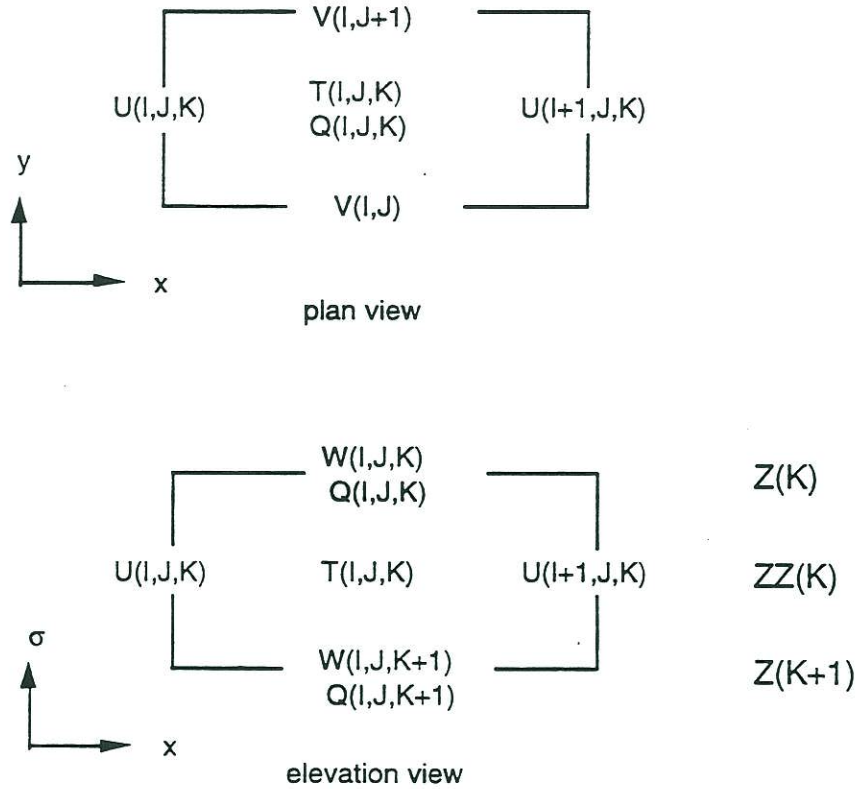 V(I,J+1)
U(I,J,K) T(I,J,K) U(I+1,J,K)
Q(I,J,K)
y
V(I,J)
x
plan view
W(I,J,K) Z(K)
Q(I,J,K)
U(I,J,K) T(I,J,K) U(I+1,J,K) ZZ(K)
σ
W(I,J,K+1) Z(K+1)
Q(I,J,K+1)
x
elevation view